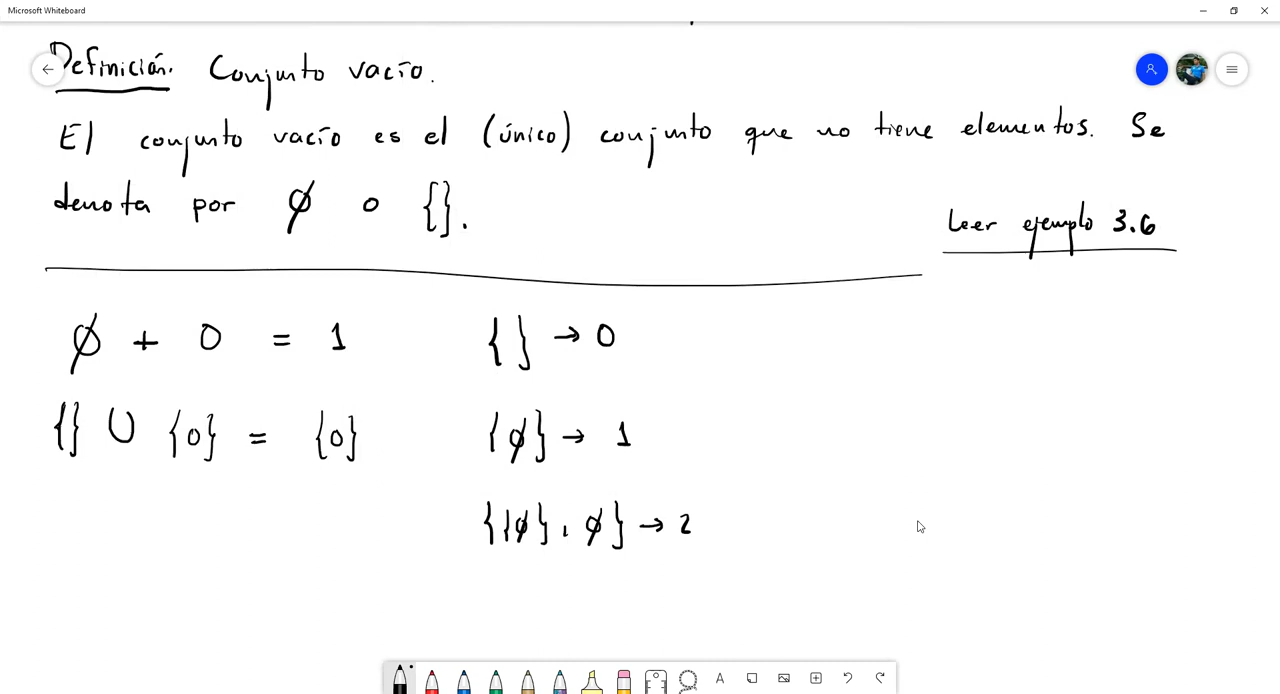 Microsoft Whiteboard
Definición. Conjunto vacío.
El conjunto vacío es el (único) conjunto que no tiene elementos. Se
denota por ∅ o {}.
Leer ejemplo 3.6
∅ + 0 = 1
{} → 0
{} ∪ {0} = {0}
{∅} → 1
{{∅}, ∅} → 2
A